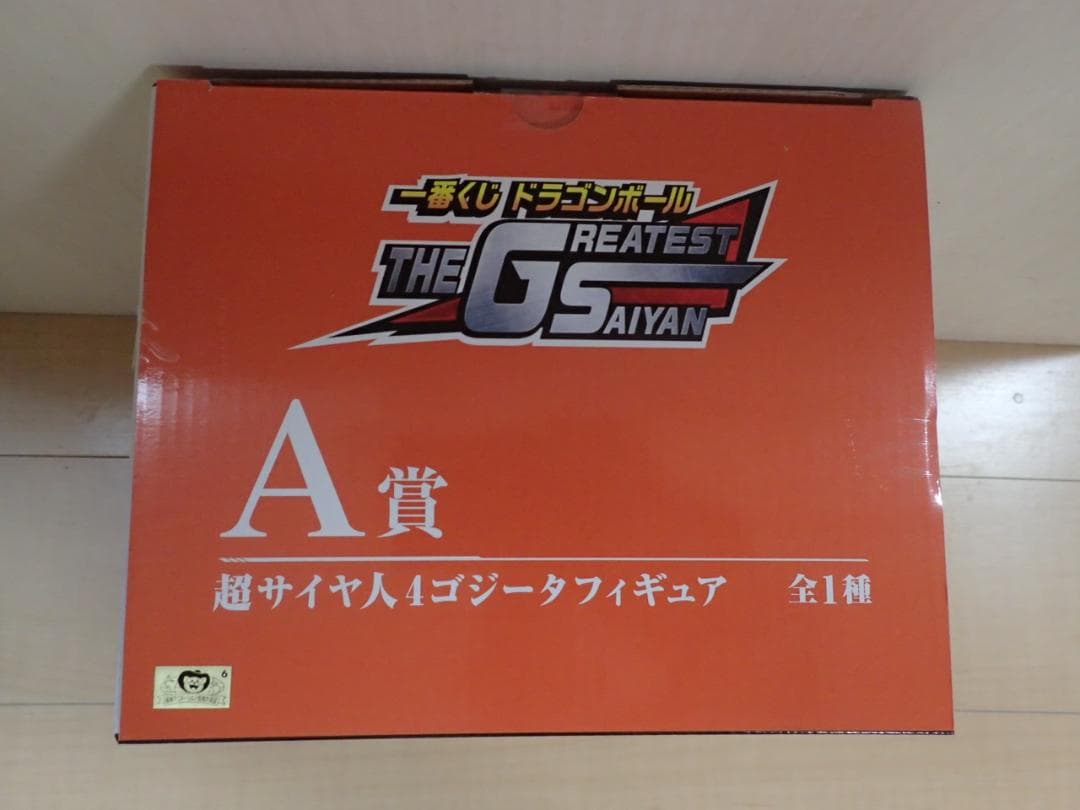 一番くじ ドラゴンボール
THE GREATEST
SAIYAN
A賞
超サイヤ人4ゴジータフィギュア 全1種
6